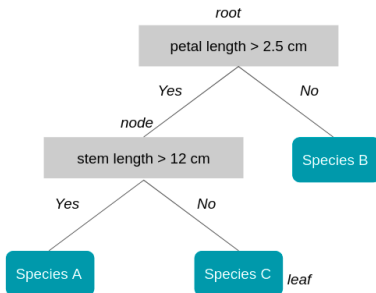 root
petal length > 2.5 cm
Yes
No
node
stem length > 12 cm
Species B
Yes
No
Species A
Species C
leaf